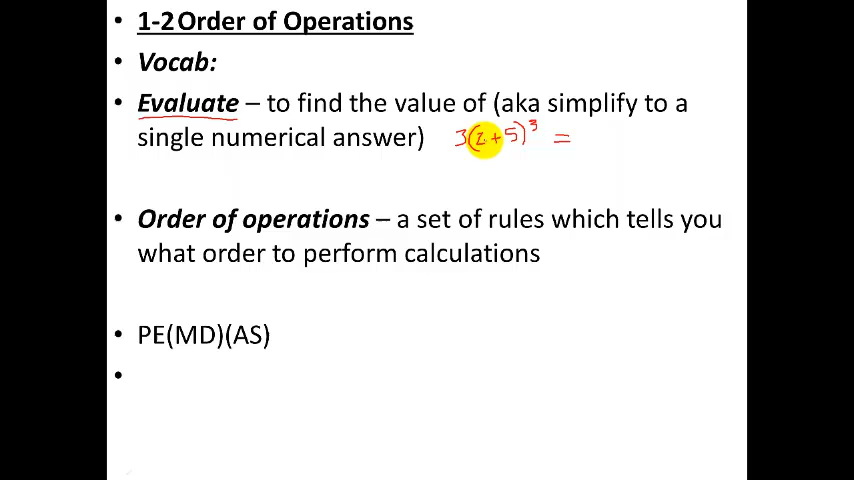 • 1-2 Order of Operations
• Vocab:
• Evaluate – to find the value of (aka simplify to a
single numerical answer) 3(2+5)³ =
• Order of operations – a set of rules which tells you
what order to perform calculations
• PE(MD)(AS)
•